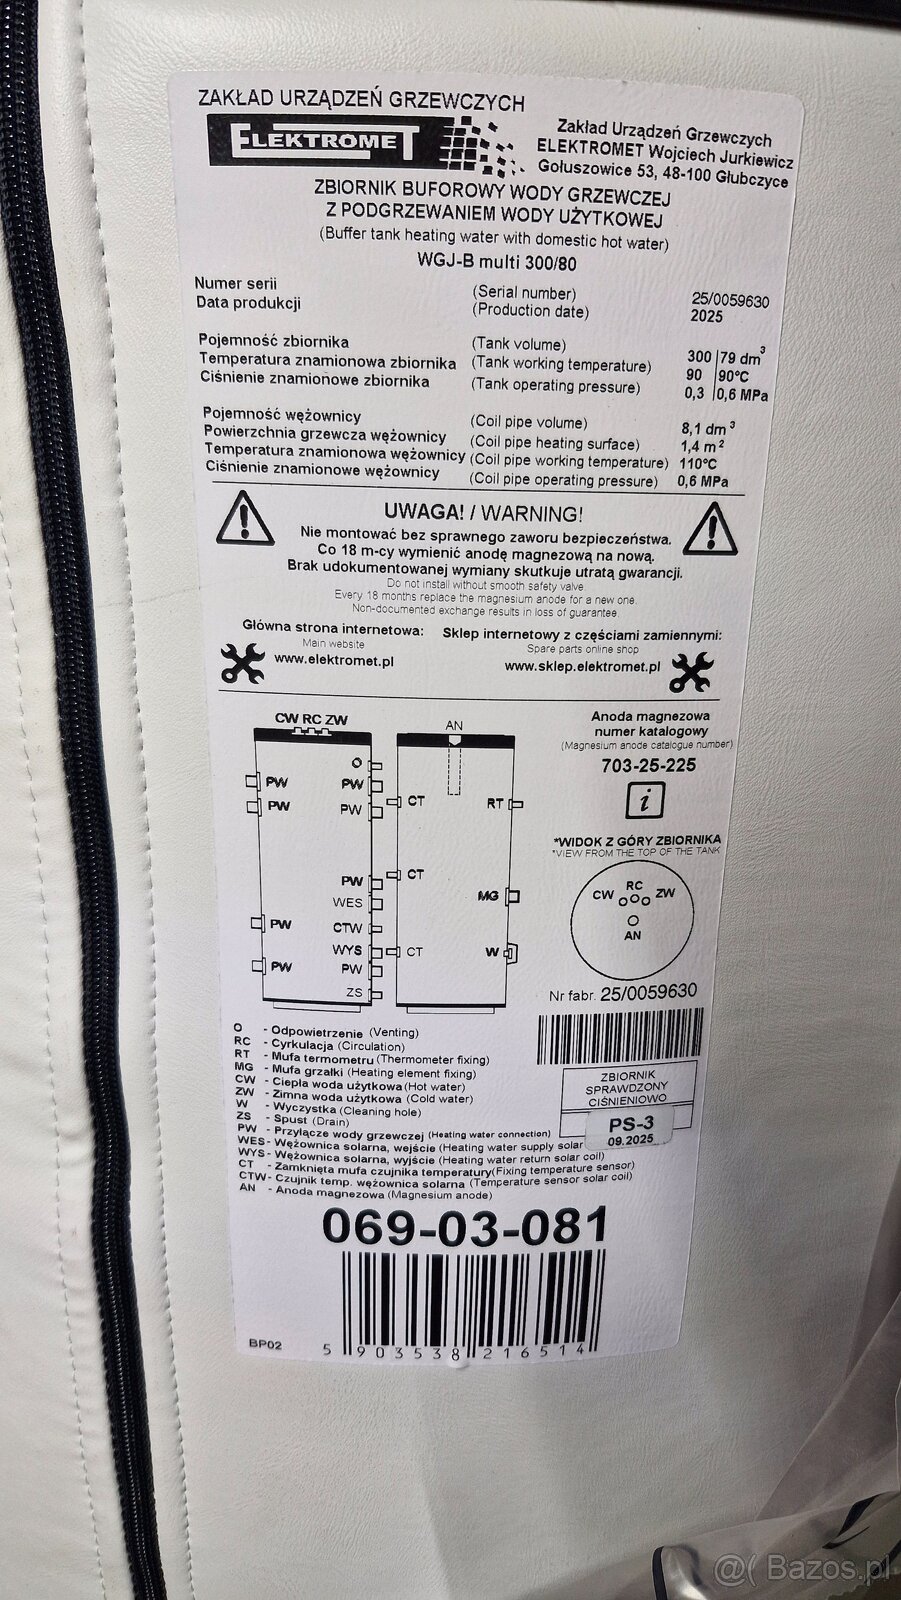 ZAKŁAD URZĄDZEŃ GRZEWCZYCH
ELEKTROMET
Zakład Urządzeń Grzewczych
ELEKTROMET Wojciech Jurkiewicz
Gołuszowice 53, 48-100 Głubczyce
ZBIORNIK BUFOROWY WODY GRZEWCZEJ
Z PODGRZEWANIEM WODY UŻYTKOWEJ
(Buffer tank heating water with domestic hot water)
WGJ-B multi 300/80
Numer serii (Serial number) 25/0059630
Data produkcji (Production date) 2025
Pojemność zbiornika (Tank volume) 300 | 79 dm³
Temperatura znamionowa zbiornika (Tank working temperature) 90 | 90°C
Ciśnienie znamionowe zbiornika (Tank operating pressure) 0,3 | 0,6 MPa
Pojemność wężownicy (Coil pipe volume) 8,1 dm³
Powierzchnia grzewcza wężownicy (Coil pipe heating surface) 1,4 m²
Temperatura znamionowa wężownicy (Coil pipe working temperature) 110°C
Ciśnienie znamionowe wężownicy (Coil pipe operating pressure) 0,6 MPa
UWAGA! / WARNING!
Nie montować bez sprawnego zaworu bezpieczeństwa.
Co 18 m-cy wymienić anodę magnezową na nową.
Brak udokumentowanej wymiany skutkuje utratą gwarancji.
Do not install without smooth safety valve.
Every 18 months replace the magnesium anode for a new one.
Non-documented exchange results in loss of guarantee.
Główna strona internetowa: Sklep internetowy z częściami zamiennymi:
Main website Spare parts online shop
www.elektromet.pl www.sklep.elektromet.pl
CW RC ZW
AN
O
PW PW
PW PW
CT RT
PW CT
WES MG
PW CTW
WYS CT W
PW PW
ZS
Anoda magnezowa
numer katalogowy
(Magnesium anode catalogue number)
703-25-225
i
*WIDOK Z GÓRY ZBIORNIKA
*VIEW FROM THE TOP OF THE TANK
RC
CW ZW
AN
Nr fabr. 25/0059630
ZBIORNIK
SPRAWDZONY
CIŚNIENIOWO
PS-3
09.2025
O - Odpowietrzenie (Venting)
RC - Cyrkulacja (Circulation)
RT - Mufa termometru (Thermometer fixing)
MG - Mufa grzałki (Heating element fixing)
CW - Ciepła woda użytkowa (Hot water)
ZW - Zimna woda użytkowa (Cold water)
W - Wyczystka (Cleaning hole)
ZS - Spust (Drain)
PW - Przyłącze wody grzewczej (Heating water connection)
WES - Wężownica solarna, wejście (Heating water supply solar
WYS - Wężownica solarna, wyjście (Heating water return solar coil)
CT - Zamknięta mufa czujnika temperatury (Fixing temperature sensor)
CTW - Czujnik temp. wężownica solarna (Temperature sensor solar coil)
AN - Anoda magnezowa (Magnesium anode)
069-03-081
BP02
5 903538 216514
@( Bazos.pl